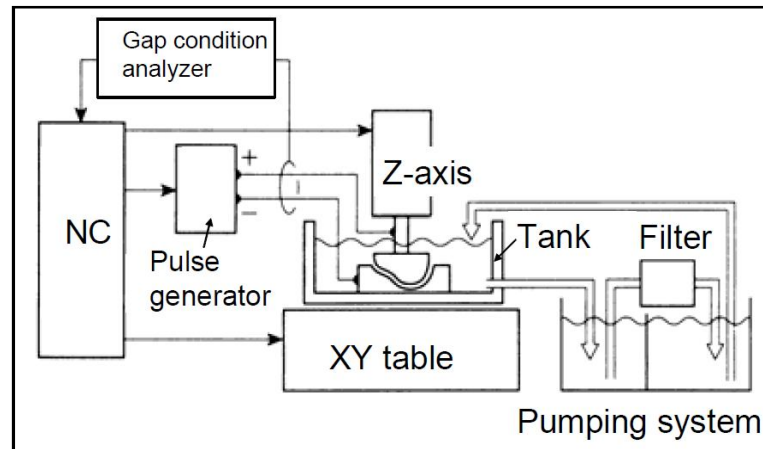 Gap condition
analyzer
NC
+
−
Pulse
generator
Z-axis
Tank
Filter
XY table
Pumping system